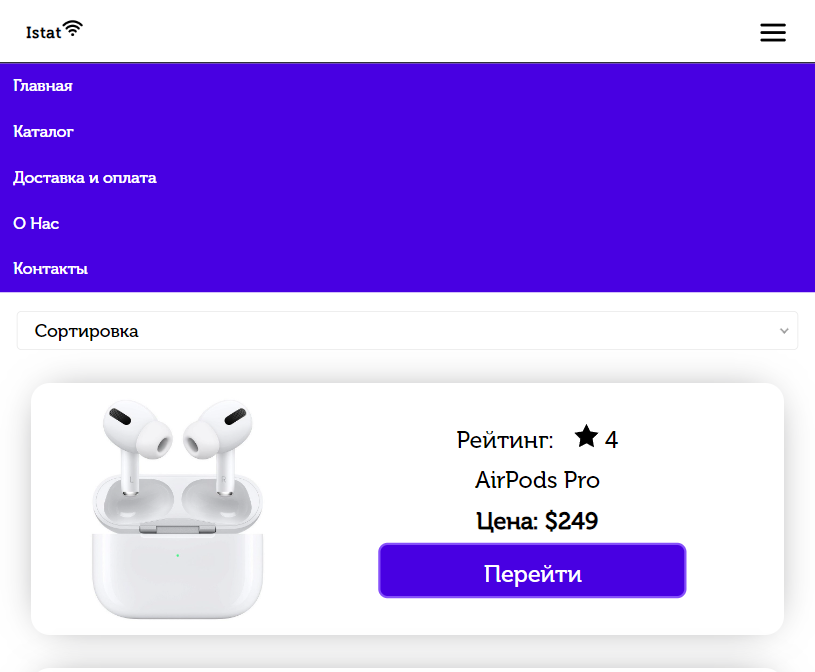 Istat
Главная
Каталог
Доставка и оплата
О Нас
Контакты
Сортировка
Рейтинг: ★ 4
AirPods Pro
Цена: $249
Перейти